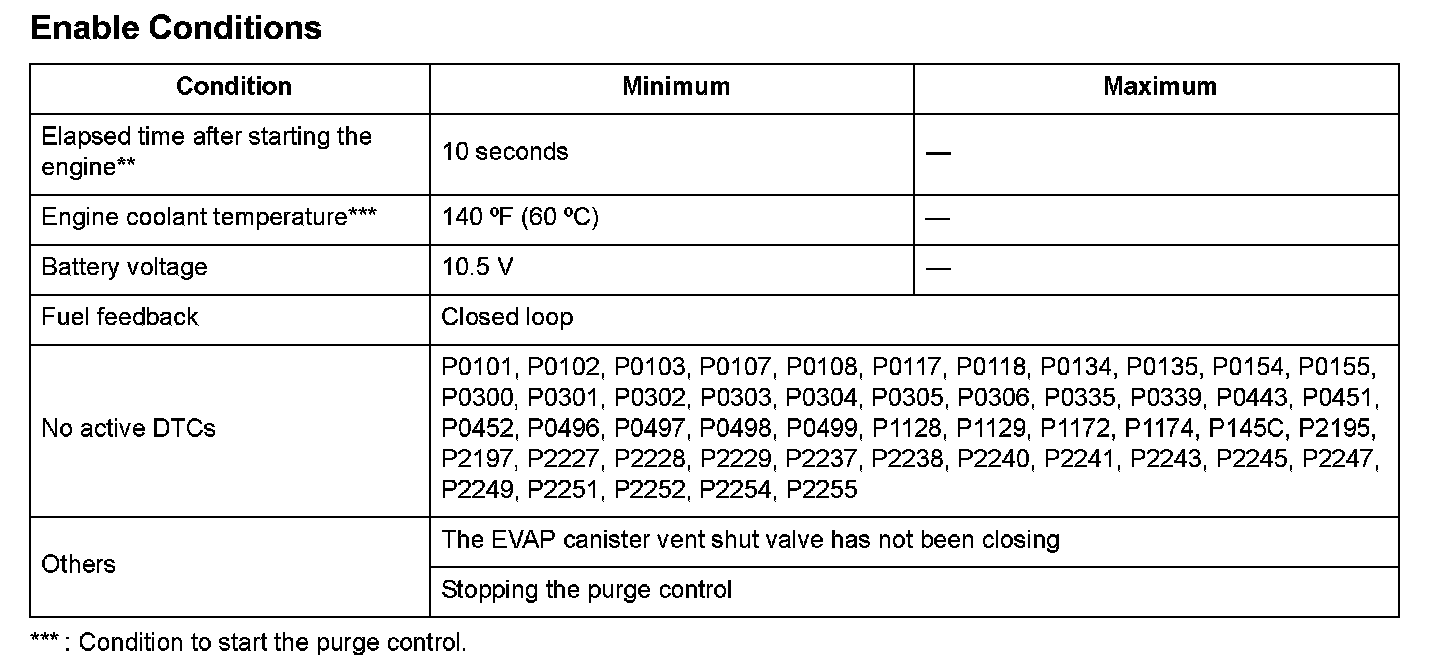 Enable Conditions
Condition Minimum Maximum
Elapsed time after starting the
engine** 10 seconds —
Engine coolant temperature*** 140 ºF (60 ºC) —
Battery voltage 10.5 V —
Fuel feedback Closed loop
No active DTCs
P0101, P0102, P0103, P0107, P0108, P0117, P0118, P0134, P0135, P0154, P0155,
P0300, P0301, P0302, P0303, P0304, P0305, P0306, P0335, P0339, P0443, P0451,
P0452, P0496, P0497, P0498, P0499, P1128, P1129, P1172, P1174, P145C, P2195,
P2197, P2227, P2228, P2229, P2237, P2238, P2240, P2241, P2243, P2245, P2247,
P2249, P2251, P2252, P2254, P2255
Others
The EVAP canister vent shut valve has not been closing
Stopping the purge control
*** : Condition to start the purge control.